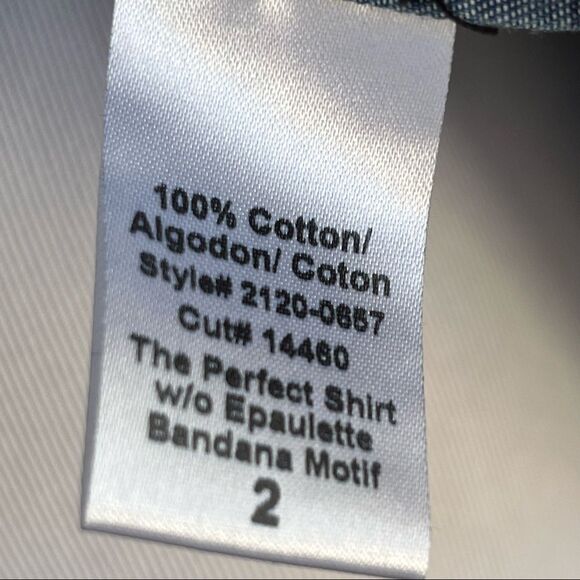 100% Cotton/
Algodon/ Coton
Style# 2120-0657
Cut# 14460
The Perfect Shirt
w/o Epaulette
Bandana Motif
2